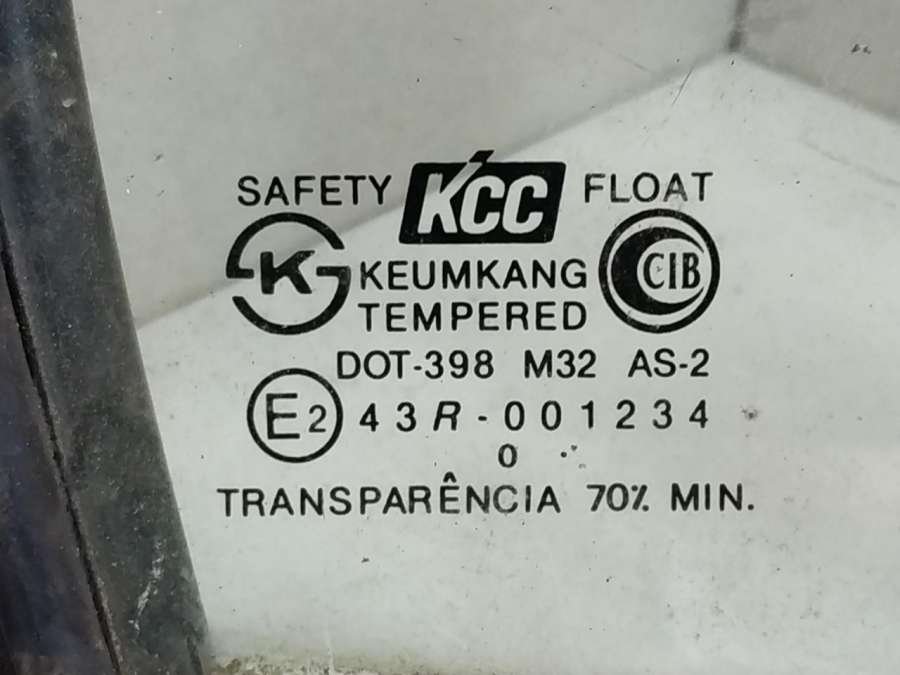 SAFETY KCC FLOAT
K KEUMKANG CIB
TEMPERED
DOT-398 M32 AS-2
E2 43R-001234
0
TRANSPARÊNCIA 70% MIN.